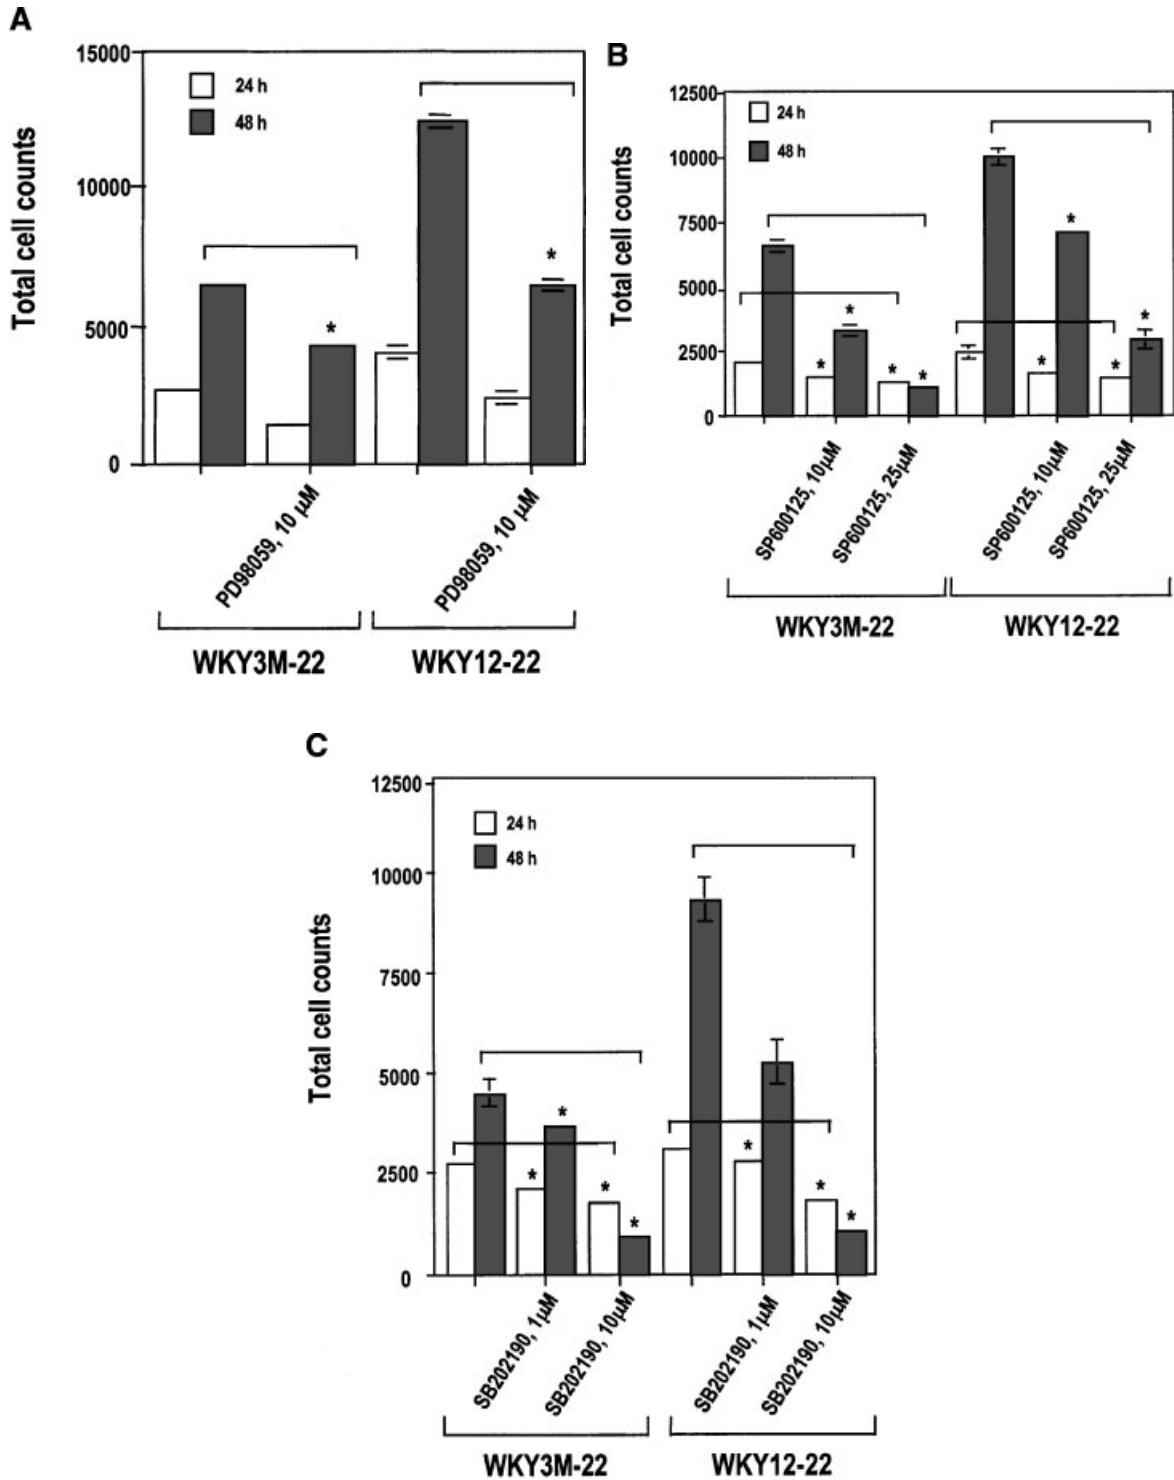 A
15000
24 h
48 h
10000
5000
0
Total cell counts
*
*
PD98059, 10 µM
PD98059, 10 µM
WKY3M-22
WKY12-22
B
12500
24 h
48 h
10000
7500
5000
2500
0
Total cell counts
*
*
*
*
*
*
*
*
SP600125, 10µM
SP600125, 25µM
SP600125, 10µM
SP600125, 25µM
WKY3M-22
WKY12-22
C
12500
24 h
48 h
10000
7500
5000
2500
0
Total cell counts
*
*
*
*
*
*
*
SB202190, 1µM
SB202190, 10µM
SB202190, 1µM
SB202190, 10µM
WKY3M-22
WKY12-22